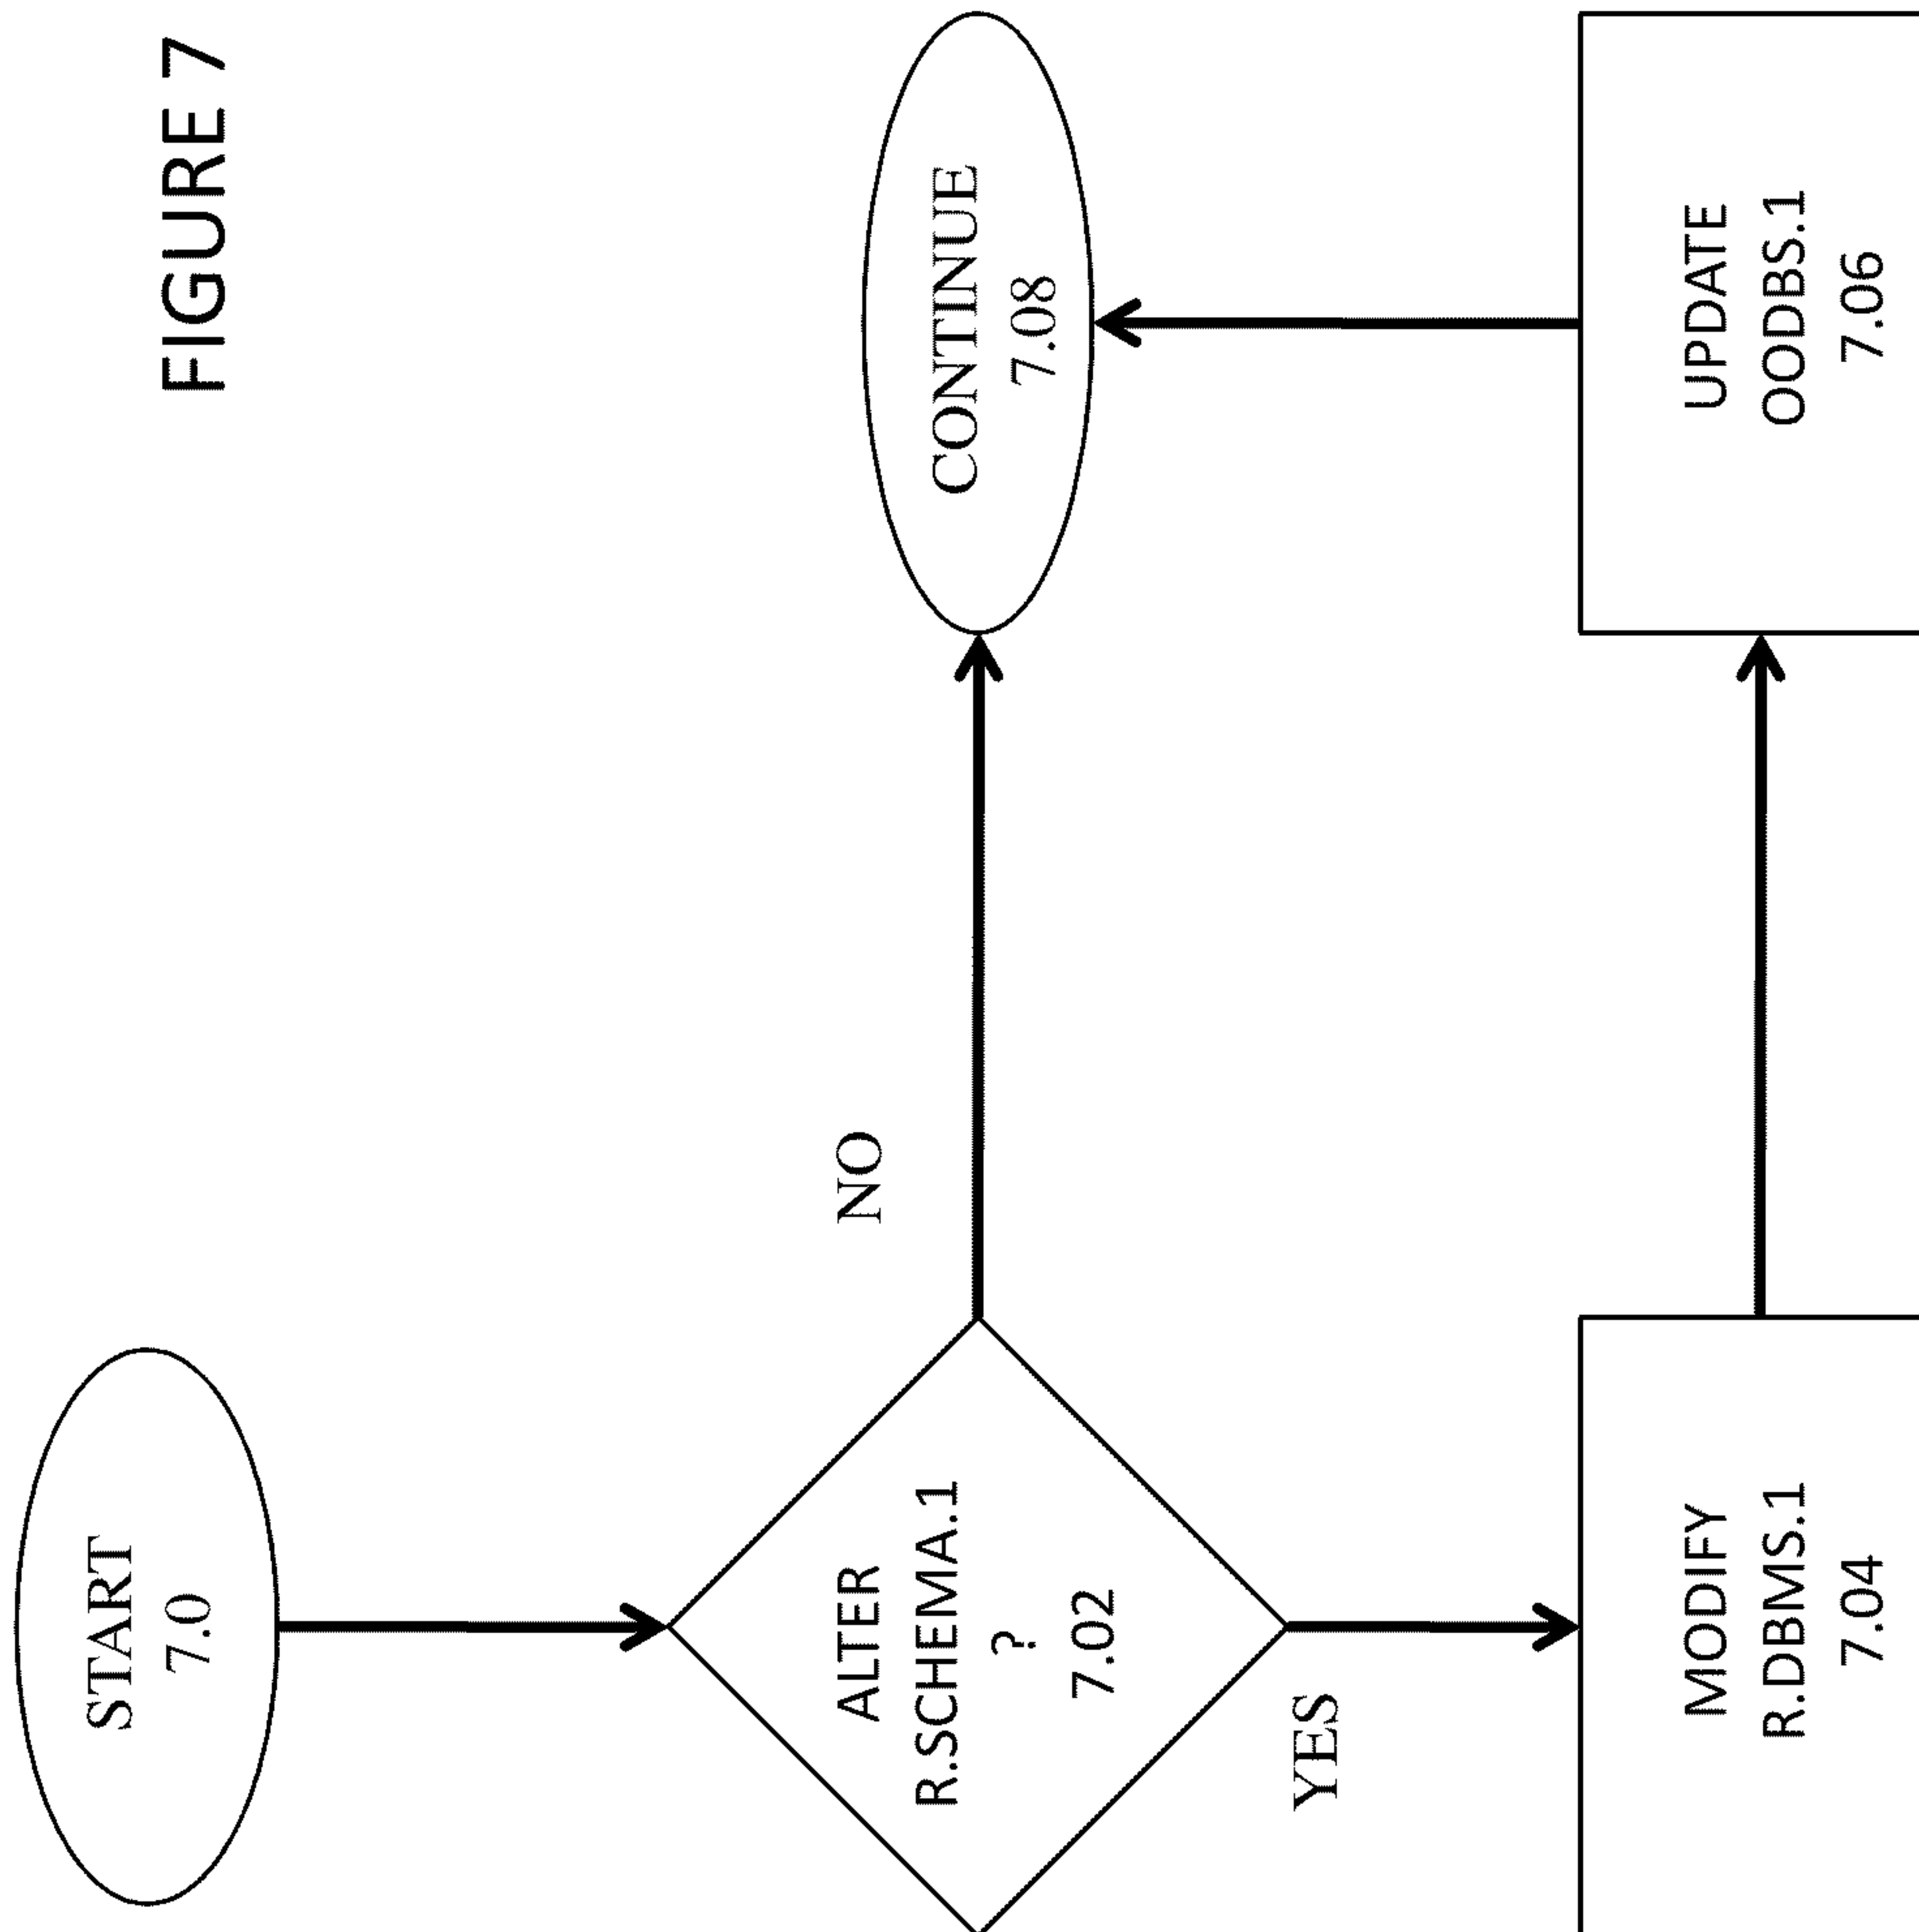 FIGURE 7
START
7.0
ALTER
R.SCHEMA.1
?
7.02
NO
CONTINUE
7.08
YES
MODIFY
R.DBMS.1
7.04
UPDATE
OODBS.1
7.06